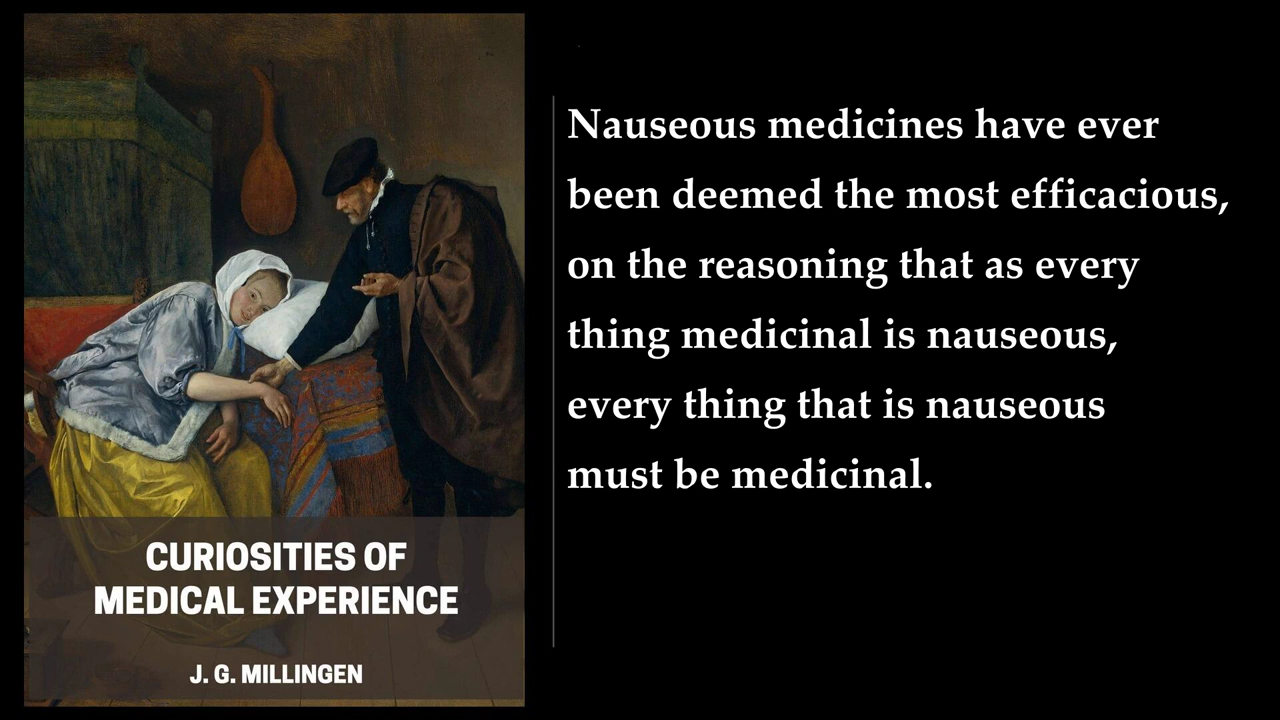 Nauseous medicines have ever
been deemed the most efficacious,
on the reasoning that as every
thing medicinal is nauseous,
every thing that is nauseous
must be medicinal.
CURIOSITIES OF
MEDICAL EXPERIENCE
J. G. MILLINGEN